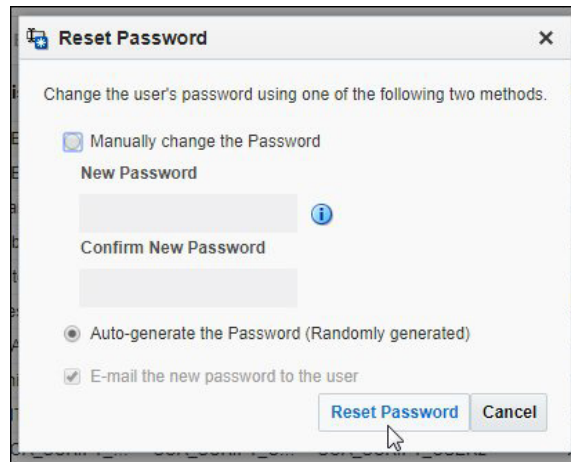 Reset Password
Change the user's password using one of the following two methods.
Manually change the Password
New Password
Confirm New Password
Auto-generate the Password (Randomly generated)
E-mail the new password to the user
Reset Password Cancel